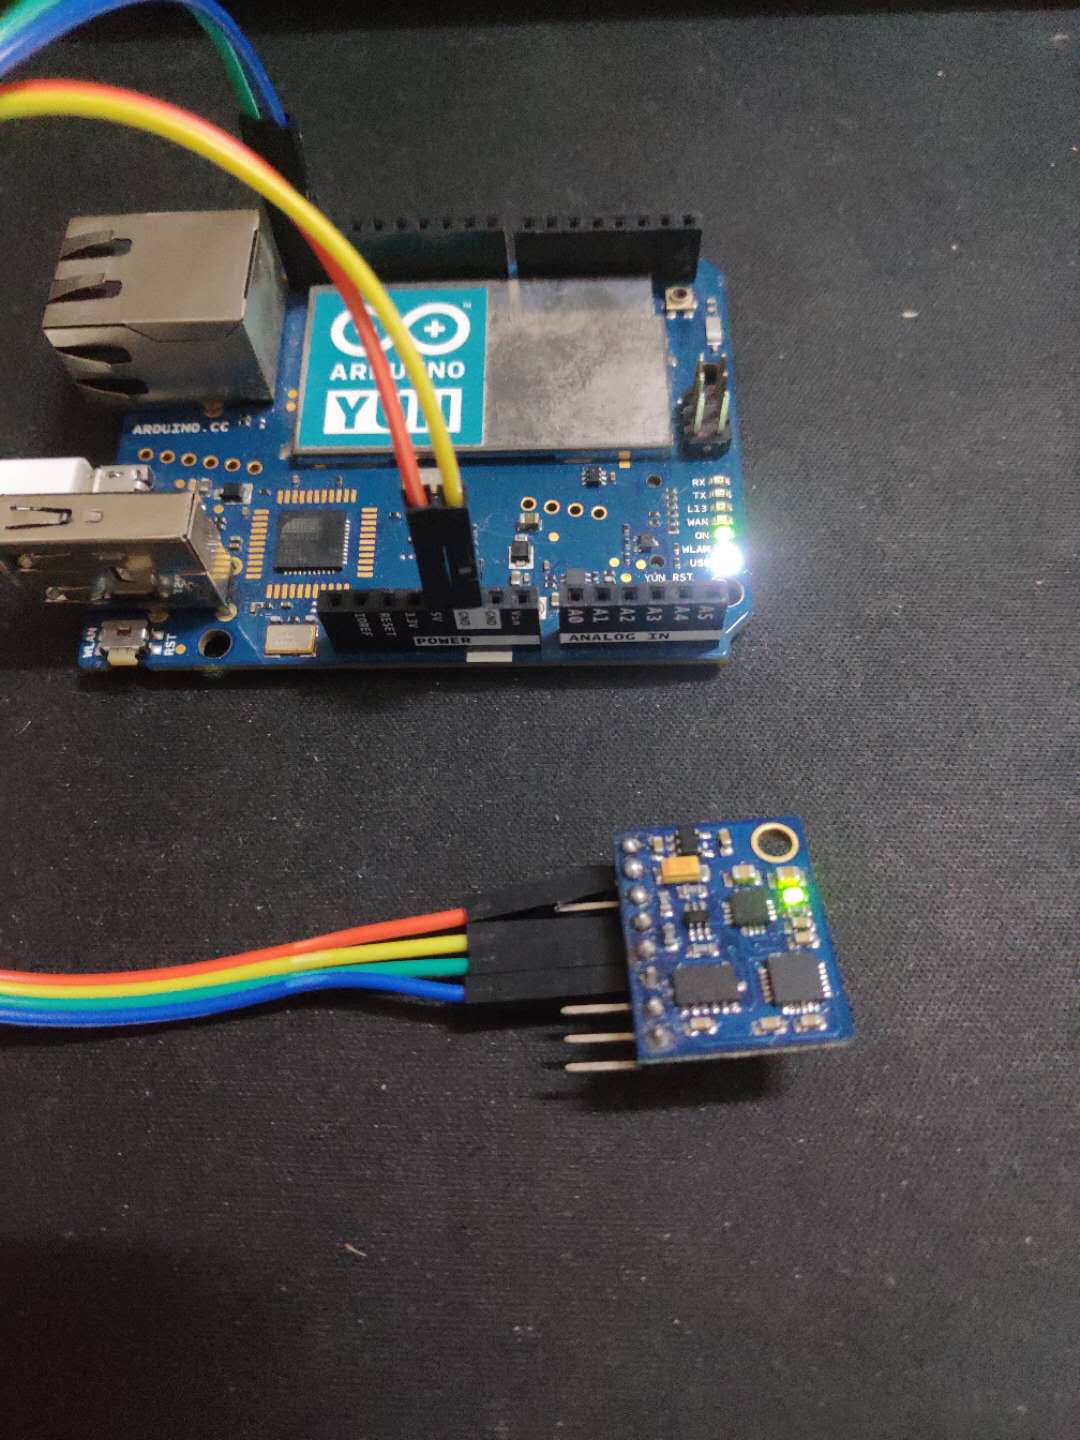 ARDUINO
YÚN
ARDUINO.CC
RX
TX
L13
WAN
ON
WLAN
USB
YÚN RST
WLAN
RST
IOREF
RESET
3.3V
5V
GND
GND
Vin
POWER
A0
A1
A2
A3
A4
A5
ANALOG IN